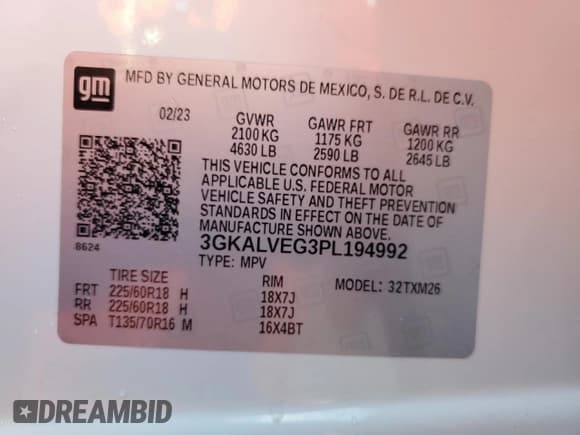 gm
MFD BY GENERAL MOTORS DE MEXICO, S. DE R.L. DE C.V.
02/23 GVWR GAWR FRT GAWR RR
2100 KG 1175 KG 1200 KG
4630 LB 2590 LB 2645 LB
THIS VEHICLE CONFORMS TO ALL
APPLICABLE U.S. FEDERAL MOTOR
VEHICLE SAFETY AND THEFT PREVENTION
STANDARDS IN EFFECT ON THE DATE OF
MANUFACTURE SHOWN ABOVE.
8624
3GKALVEG3PL194992
TYPE: MPV
TIRE SIZE RIM MODEL: 32TXM26
FRT 225/60R18 H 18X7J
RR 225/60R18 H 18X7J
SPA T135/70R16 M 16X4BT
DREAMBID